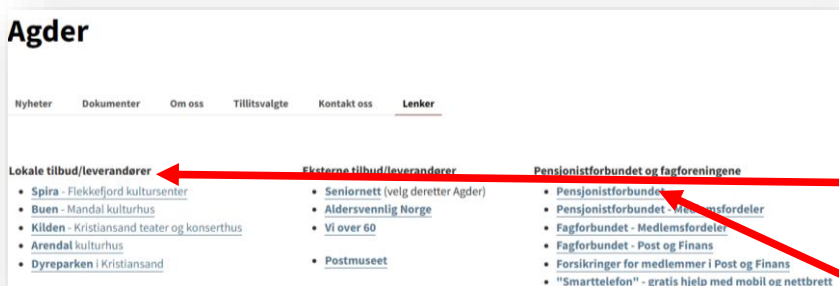 Agder
Nyheter Dokumenter Om oss Tillitsvalgte Kontakt oss Lenker
Lokale tilbud/leverandører
• Spira - Flekkefjord kultursenter
• Buen - Mandal kulturhus
• Kilden - Kristiansand teater og konserthus
• Arendal kulturhus
• Dyreparken i Kristiansand
Eksterne tilbud/leverandører
• Seniornett (velg deretter Agder)
• Aldersvennlig Norge
• Vi over 60
• Postmuseet
Pensjonistforbundet og fagforeningene
• Pensjonistforbundet
• Pensjonistforbundet - Medlemsfordeler
• Fagforbundet - Medlemsfordeler
• Fagforbundet - Post og Finans
• Forsikringer for medlemmer i Post og Finans
• "Smarttelefon" - gratis hjelp med mobil og nettbrett